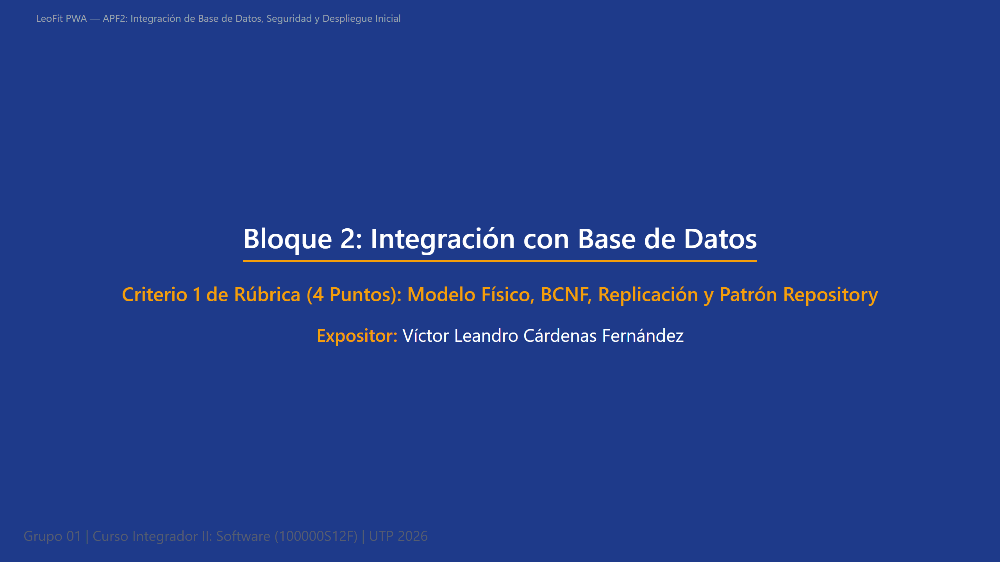 LeoFit PWA — APF2: Integración de Base de Datos, Seguridad y Despliegue Inicial
Bloque 2: Integración con Base de Datos
Criterio 1 de Rúbrica (4 Puntos): Modelo Físico, BCNF, Replicación y Patrón Repository
Expositor: Víctor Leandro Cárdenas Fernández
Grupo 01 | Curso Integrador II: Software (100000S12F) | UTP 2026